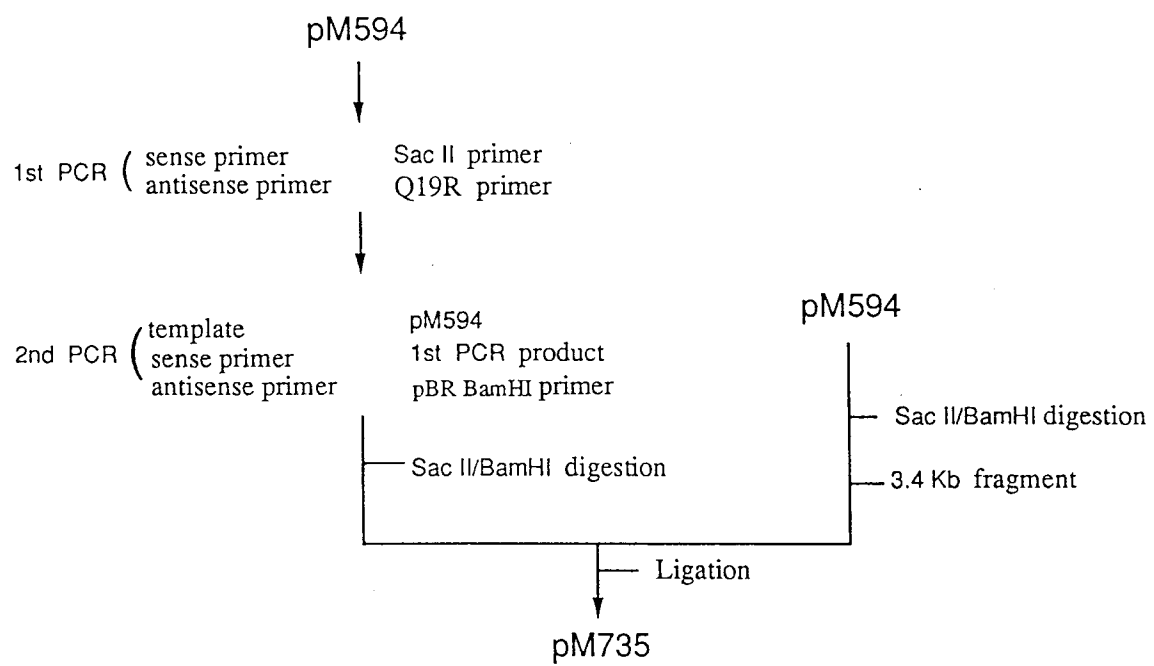 pM594
1st PCR ( sense primer Sac II primer
antisense primer Q19R primer
pM594
2nd PCR ( template pM594
sense primer 1st PCR product
antisense primer pBR BamHI primer
Sac II/BamHI digestion
Sac II/BamHI digestion
3.4 Kb fragment
Ligation
pM735